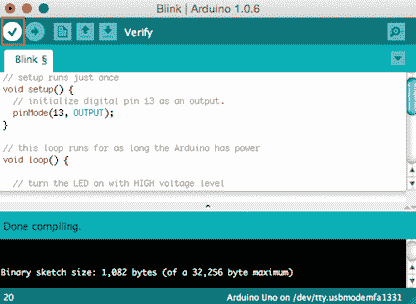 Blink | Arduino 1.0.6
Verify
Blink §
// setup runs just once
void setup() {
// initialize digital pin 13 as an output.
pinMode(13, OUTPUT);
}
// this loop runs for as long the Arduino has power
void loop() {
// turn the LED on with HIGH voltage level
Done compiling.
Binary sketch size: 1,082 bytes (of a 32,256 byte maximum)
20 Arduino Uno on /dev/tty.usbmodemfa1331